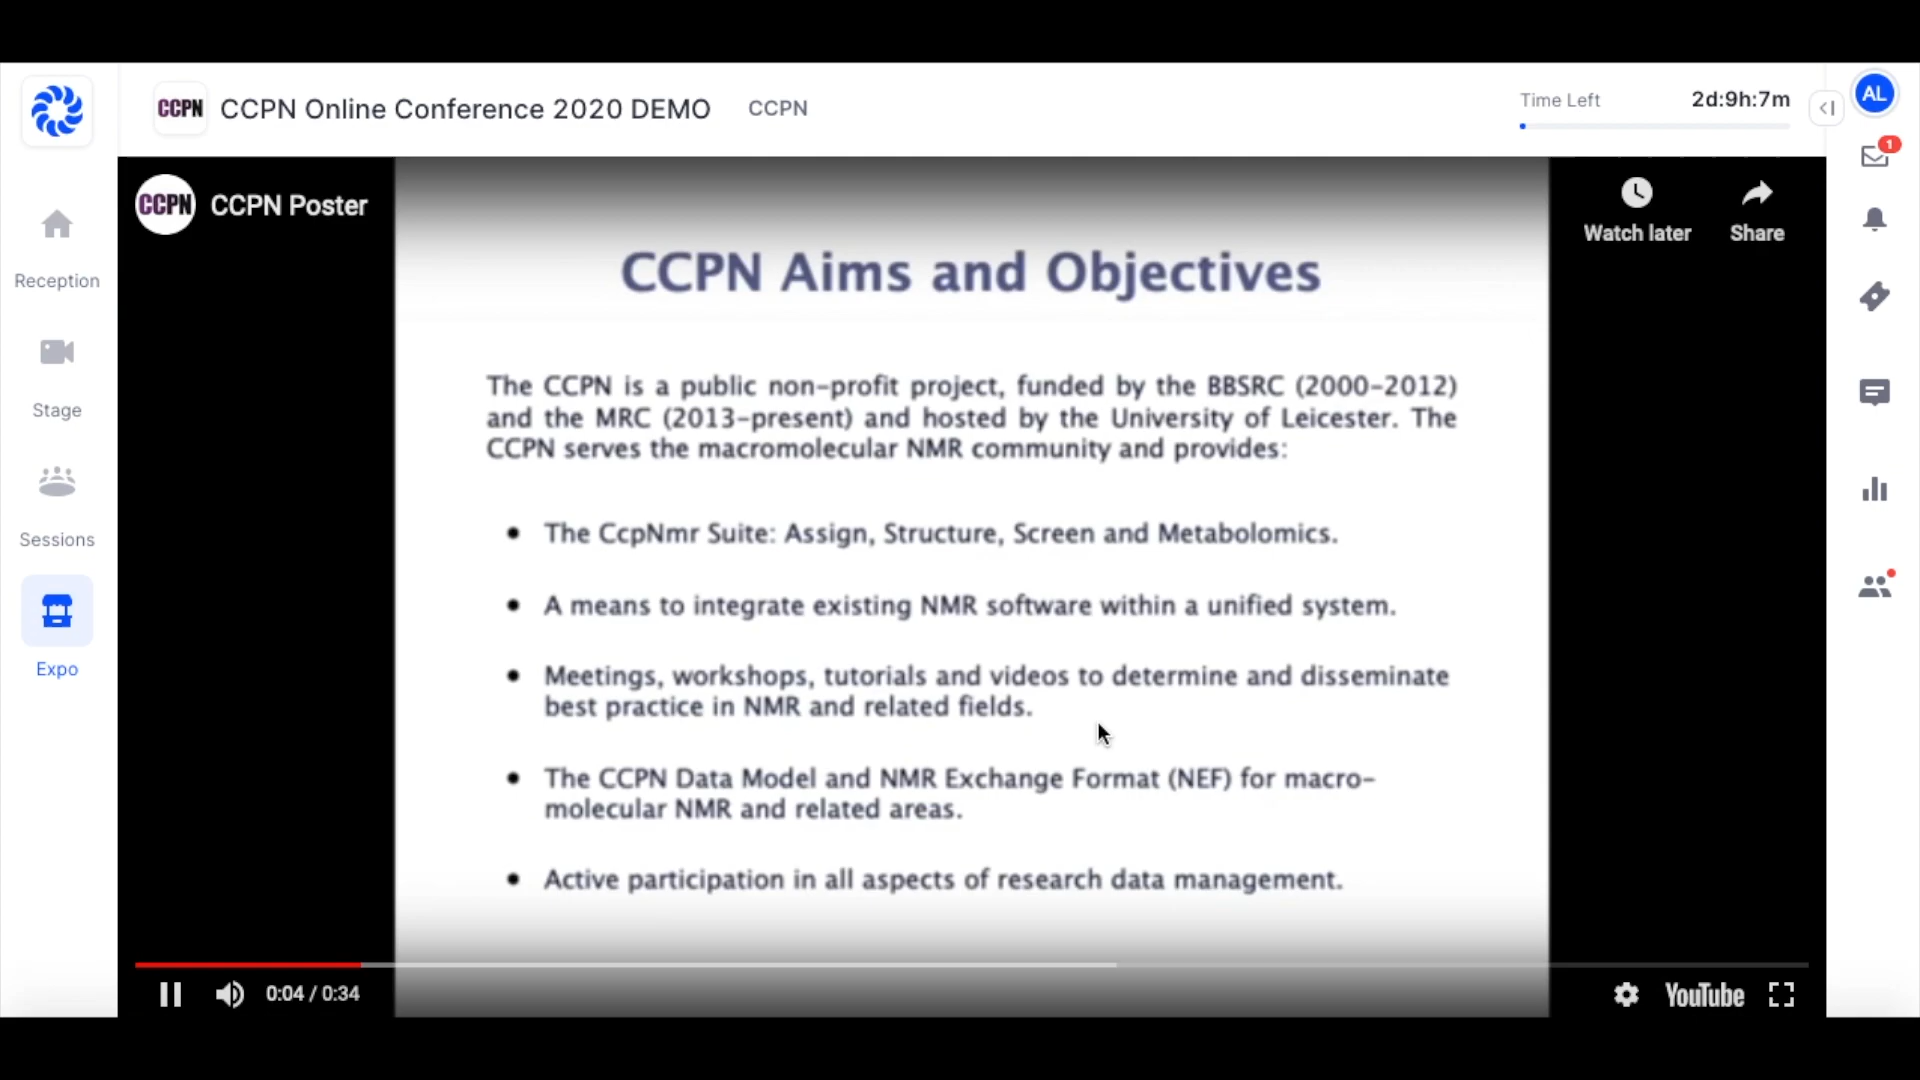 CCPN
CCPN Online Conference 2020 DEMO
CCPN
Time Left
2d:9h:7m
AL
1
Reception
Stage
Sessions
Expo
CCPN
CCPN Poster
Watch later
Share
CCPN Aims and Objectives
The CCPN is a public non-profit project, funded by the BBSRC (2000-2012)
and the MRC (2013-present) and hosted by the University of Leicester. The
CCPN serves the macromolecular NMR community and provides:
• The CcpNmr Suite: Assign, Structure, Screen and Metabolomics.
• A means to integrate existing NMR software within a unified system.
• Meetings, workshops, tutorials and videos to determine and disseminate
best practice in NMR and related fields.
• The CCPN Data Model and NMR Exchange Format (NEF) for macro-
molecular NMR and related areas.
• Active participation in all aspects of research data management.
0:04 / 0:34
YouTube